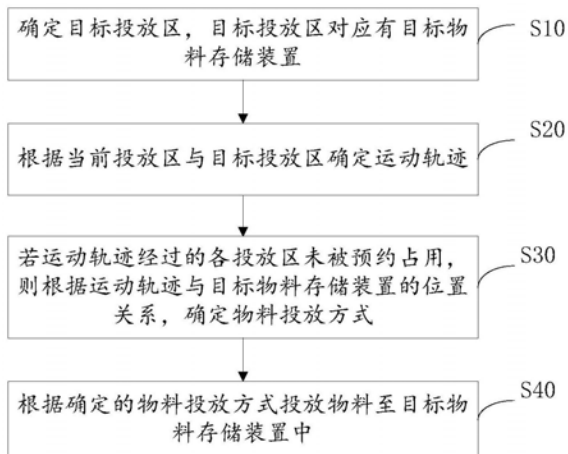 确定目标投放区，目标投放区对应有目标物
料存储装置
S10
根据当前投放区与目标投放区确定运动轨迹
S20
若运动轨迹经过的各投放区未被预约占用，
则根据运动轨迹与目标物料存储装置的位置
关系，确定物料投放方式
S30
根据确定的物料投放方式投放物料至目标物
料存储装置中
S40